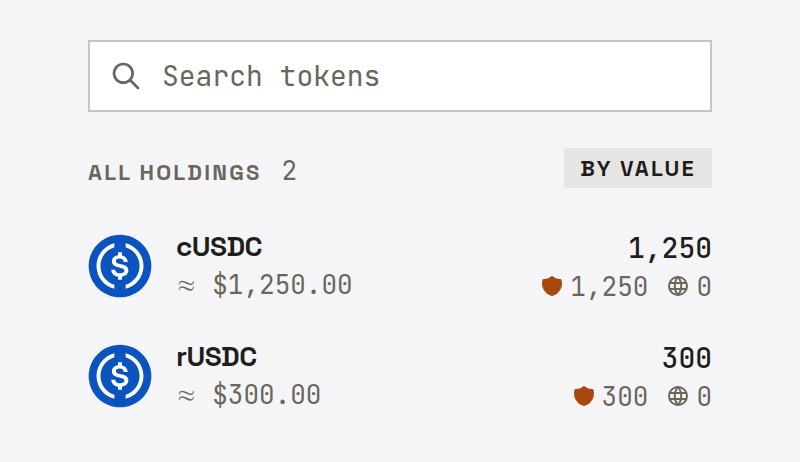 Search tokens
ALL HOLDINGS 2
BY VALUE
cUSDC
1,250
≈ $1,250.00
1,250 0
rUSDC
300
≈ $300.00
300 0